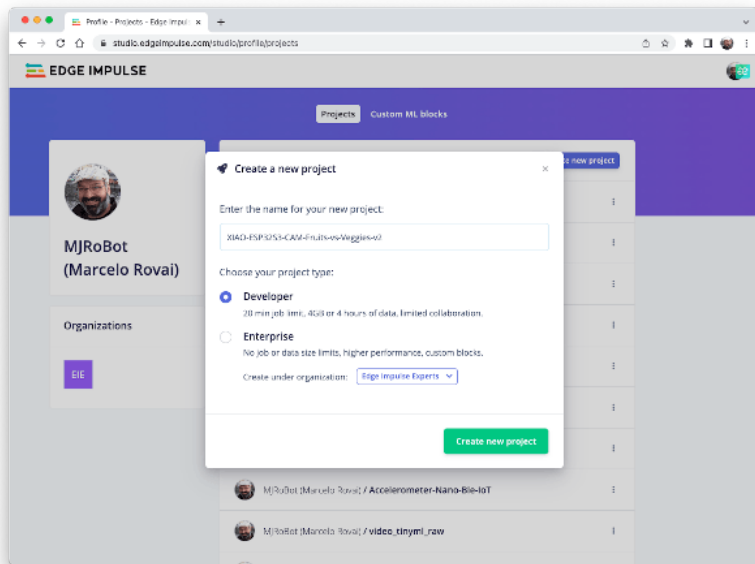 Profile - Projects - Edge Impul
studio.edgeimpulse.com/studio/profile/projects
EDGE IMPULSE
Projects
Custom ML blocks
MJRoBot
(Marcelo Rovai)
Organizations
EIE
new project
Create a new project
Enter the name for your new project:
XIAO-ESP32S3-CAM-Fruits-vs-Veggies-v2
Choose your project type:
Developer
20 min job limit, 4GB or 4 hours of data, limited collaboration.
Enterprise
No job or data size limits, higher performance, custom blocks.
Create under organization:
Edge Impulse Experts
Create new project
MJRoBot (Marcelo Rovai) / Accelerometer-Nano-Ble-IoT
MJRoBot (Marcelo Rovai) / video_tinyml_raw